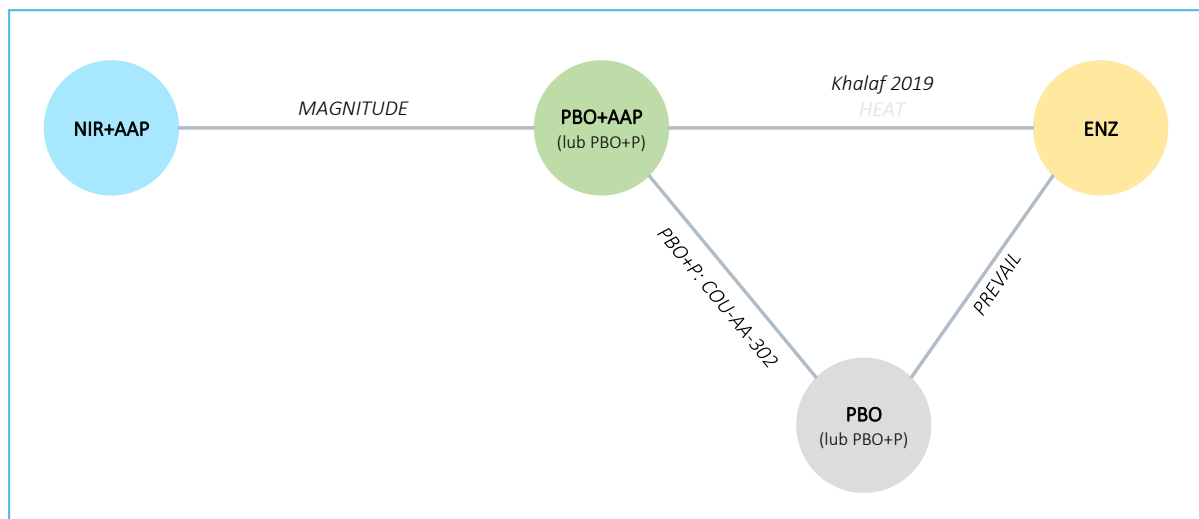 MAGNITUDE
Khalaf 2019
HEAT
NIR+AAP
PBO+AAP
(lub PBO+P)
ENZ
PBO+P: COU-AA-302
PREVAIL
PBO
(lub PBO+P)